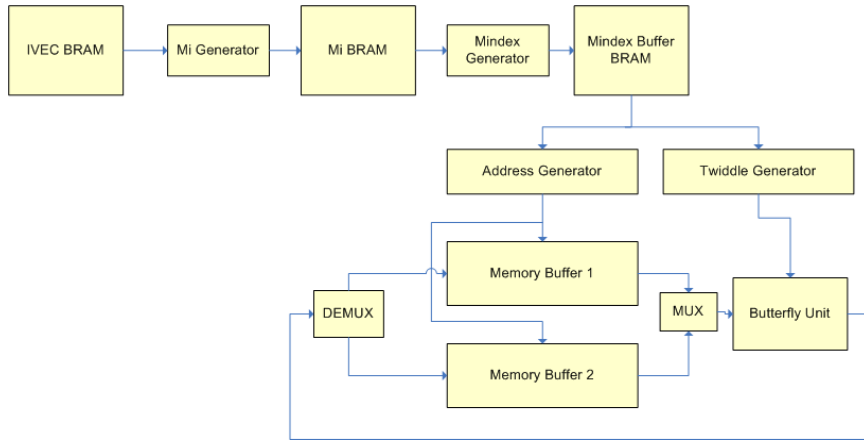 IVEC BRAM
Mi Generator
Mi BRAM
Mindex
Generator
Mindex Buffer
BRAM
Address Generator
Twiddle Generator
Memory Buffer 1
DEMUX
MUX
Butterfly Unit
Memory Buffer 2